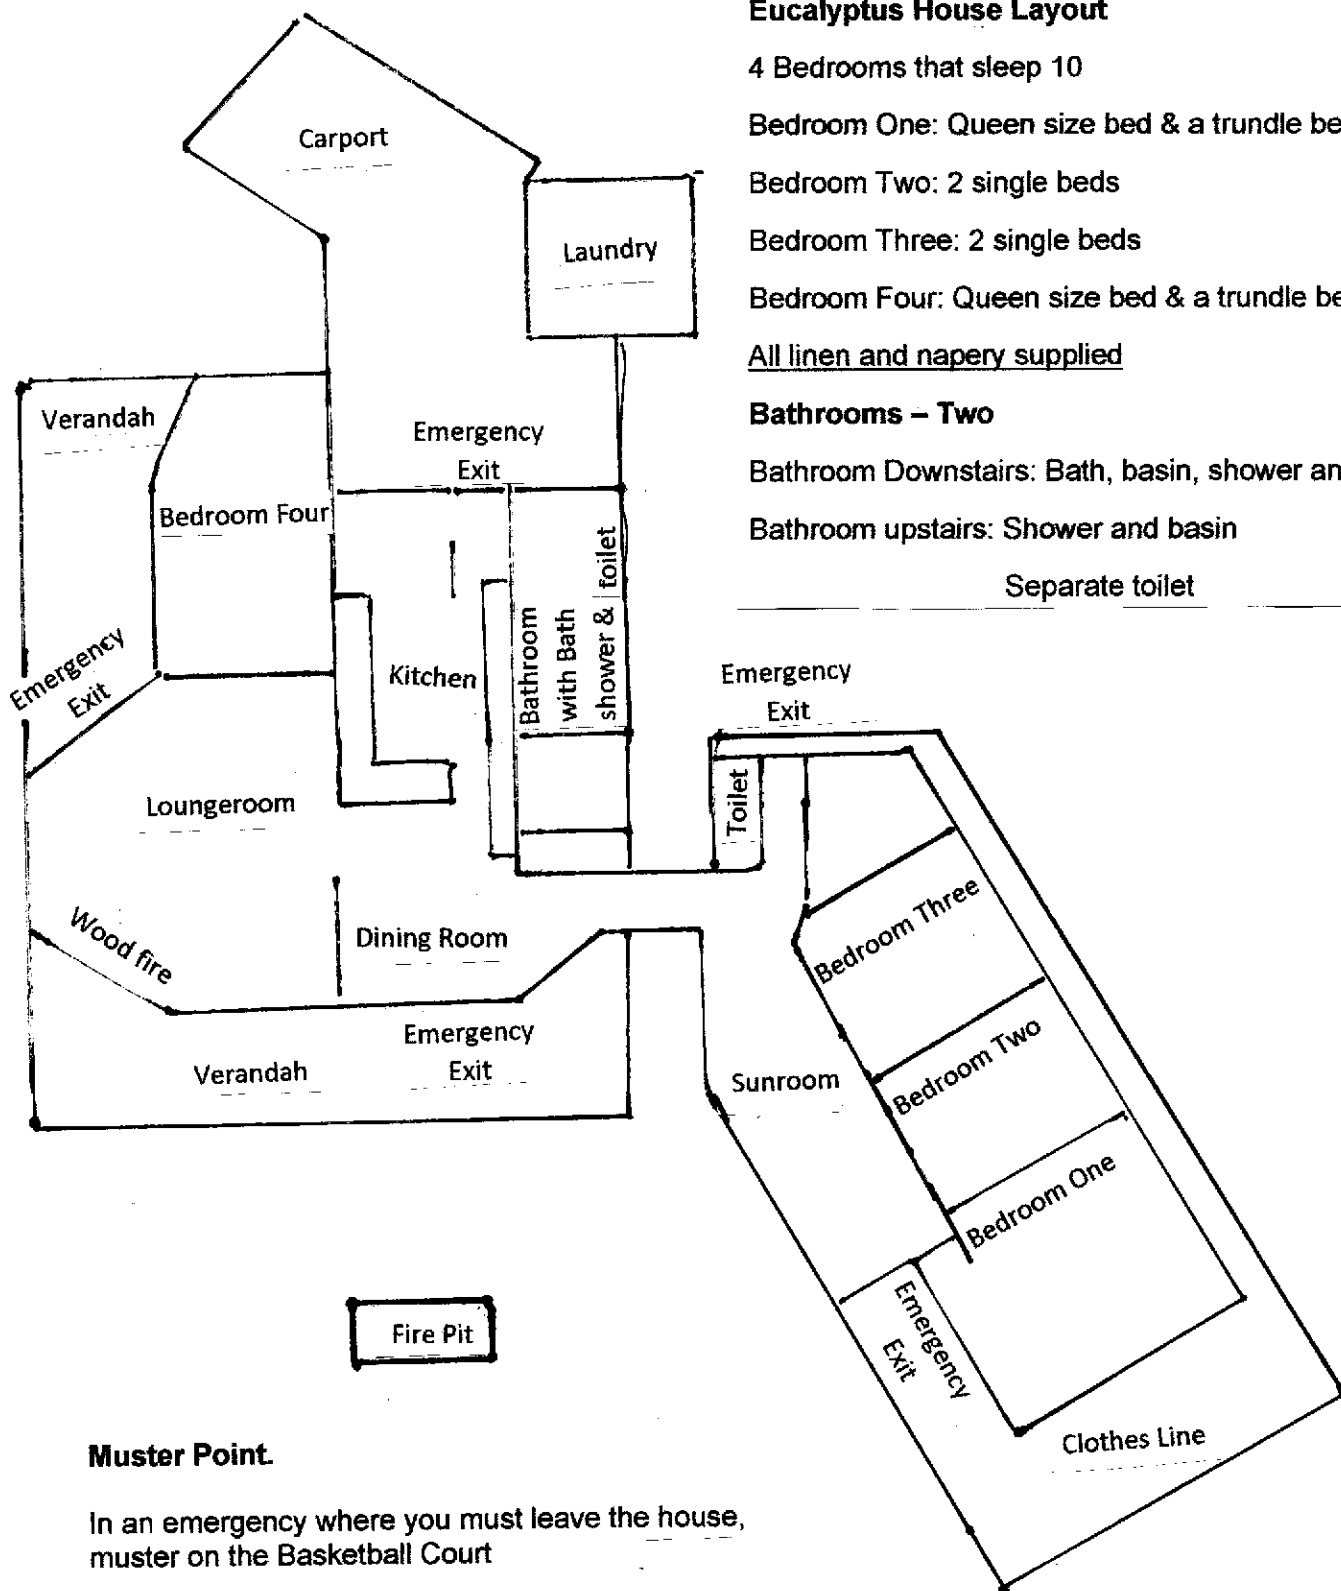 Eucalyptus House Layout
4 Bedrooms that sleep 10
Bedroom One: Queen size bed & a trundle be
Bedroom Two: 2 single beds
Bedroom Three: 2 single beds
Bedroom Four: Queen size bed & a trundle be
All linen and napery supplied
Bathrooms – Two
Bathroom Downstairs: Bath, basin, shower an
Bathroom upstairs: Shower and basin
Separate toilet
Carport
Laundry
Verandah
Emergency
Exit
Bedroom Four
Bathroom
with Bath
shower & toilet
Kitchen
Emergency
Exit
Emergency
Exit
Toilet
Loungeroom
Wood fire
Dining Room
Bedroom Three
Emergency
Exit
Verandah
Sunroom
Bedroom Two
Bedroom One
Emergency
Exit
Fire Pit
Clothes Line
Muster Point.
In an emergency where you must leave the house,
muster on the Basketball Court